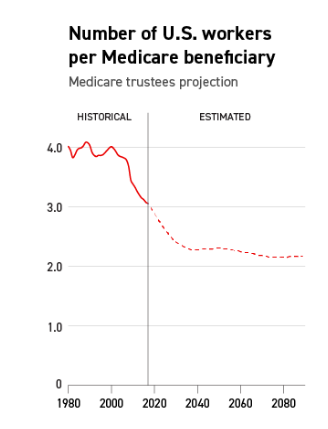 Number of U.S. workers
per Medicare beneficiary
Medicare trustees projection
HISTORICAL ESTIMATED
4.0
3.0
2.0
1.0
0
1980 2000 2020 2040 2060 2080